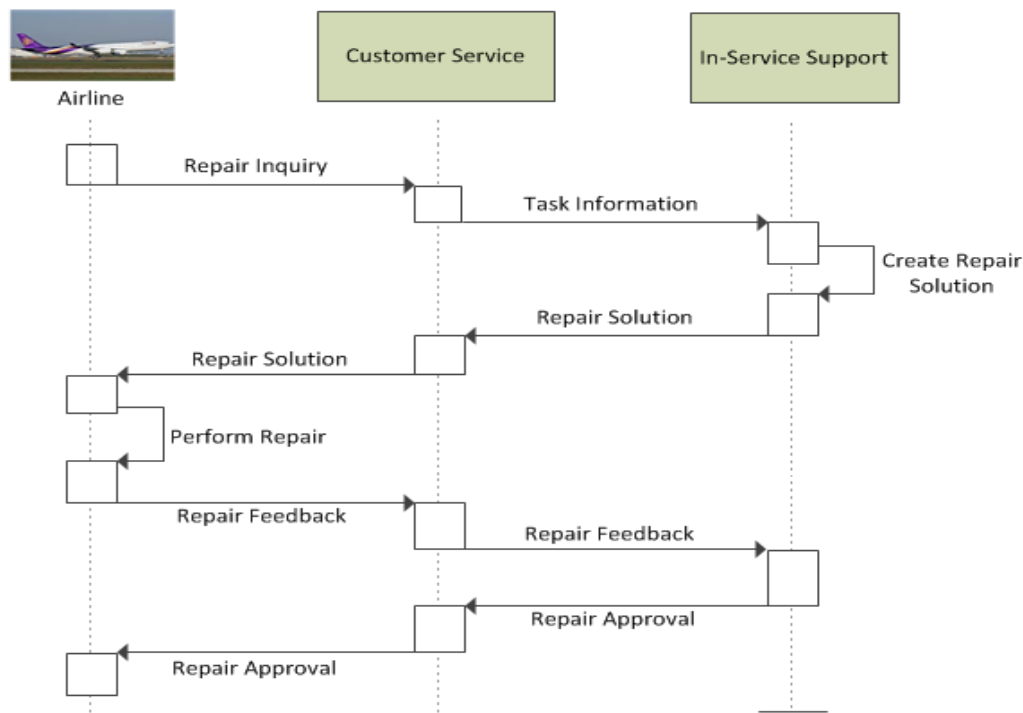 Customer Service
In-Service Support
Airline
Repair Inquiry
Task Information
Create Repair
Solution
Repair Solution
Repair Solution
Perform Repair
Repair Feedback
Repair Feedback
Repair Approval
Repair Approval